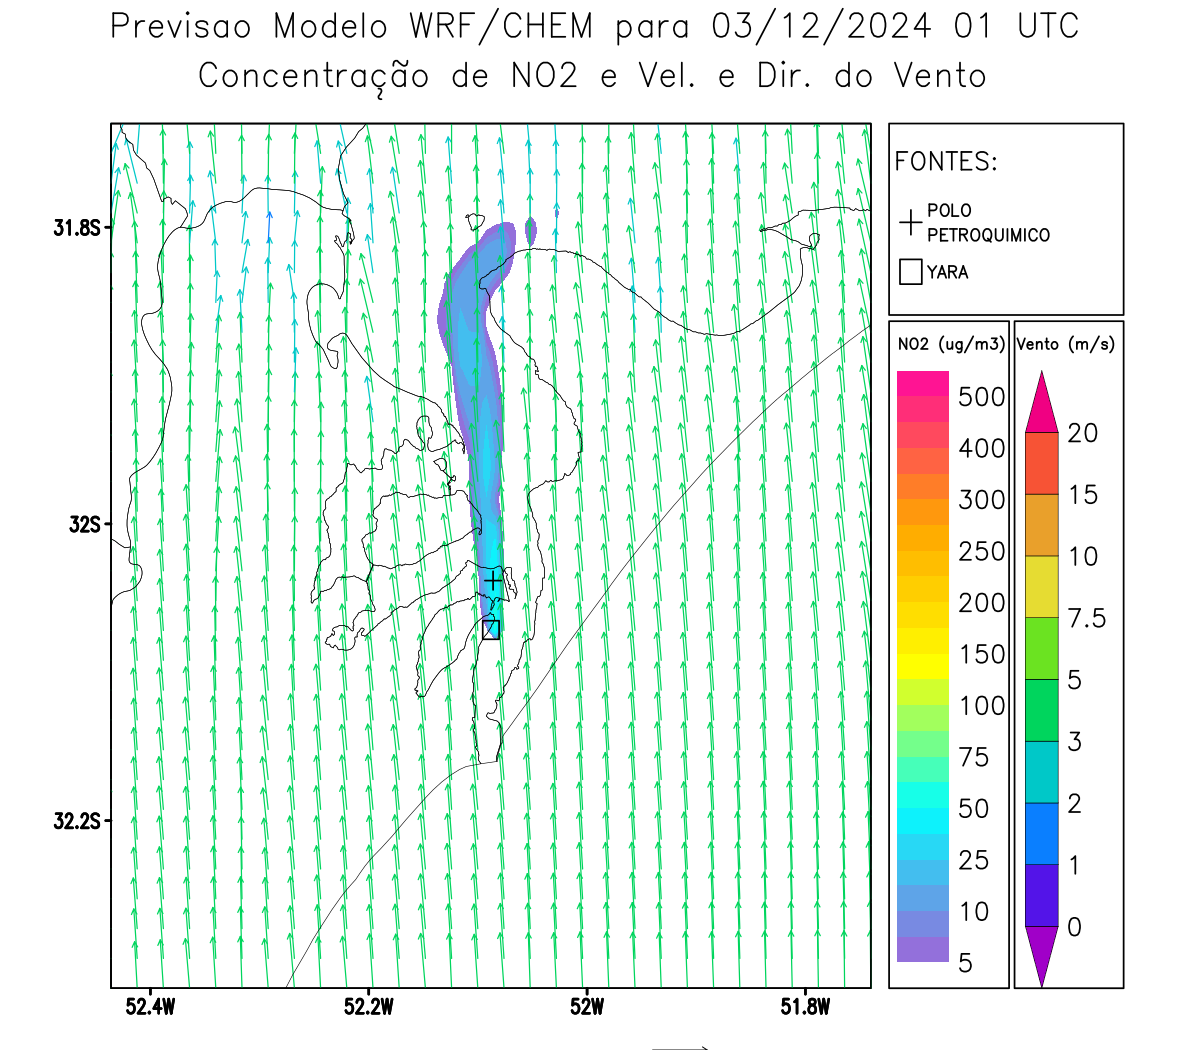 Previsao Modelo WRF/CHEM para 03/12/2024 01 UTC
Concentração de NO2 e Vel. e Dir. do Vento
FONTES:
POLO
PETROQUIMICO
YARA
NO2 (ug/m3)
500
400
300
250
200
150
100
75
50
25
10
5
Vento (m/s)
20
15
10
7.5
5
3
2
1
0
31.8S
32S
32.2S
52.4W 52.2W 52W 51.8W